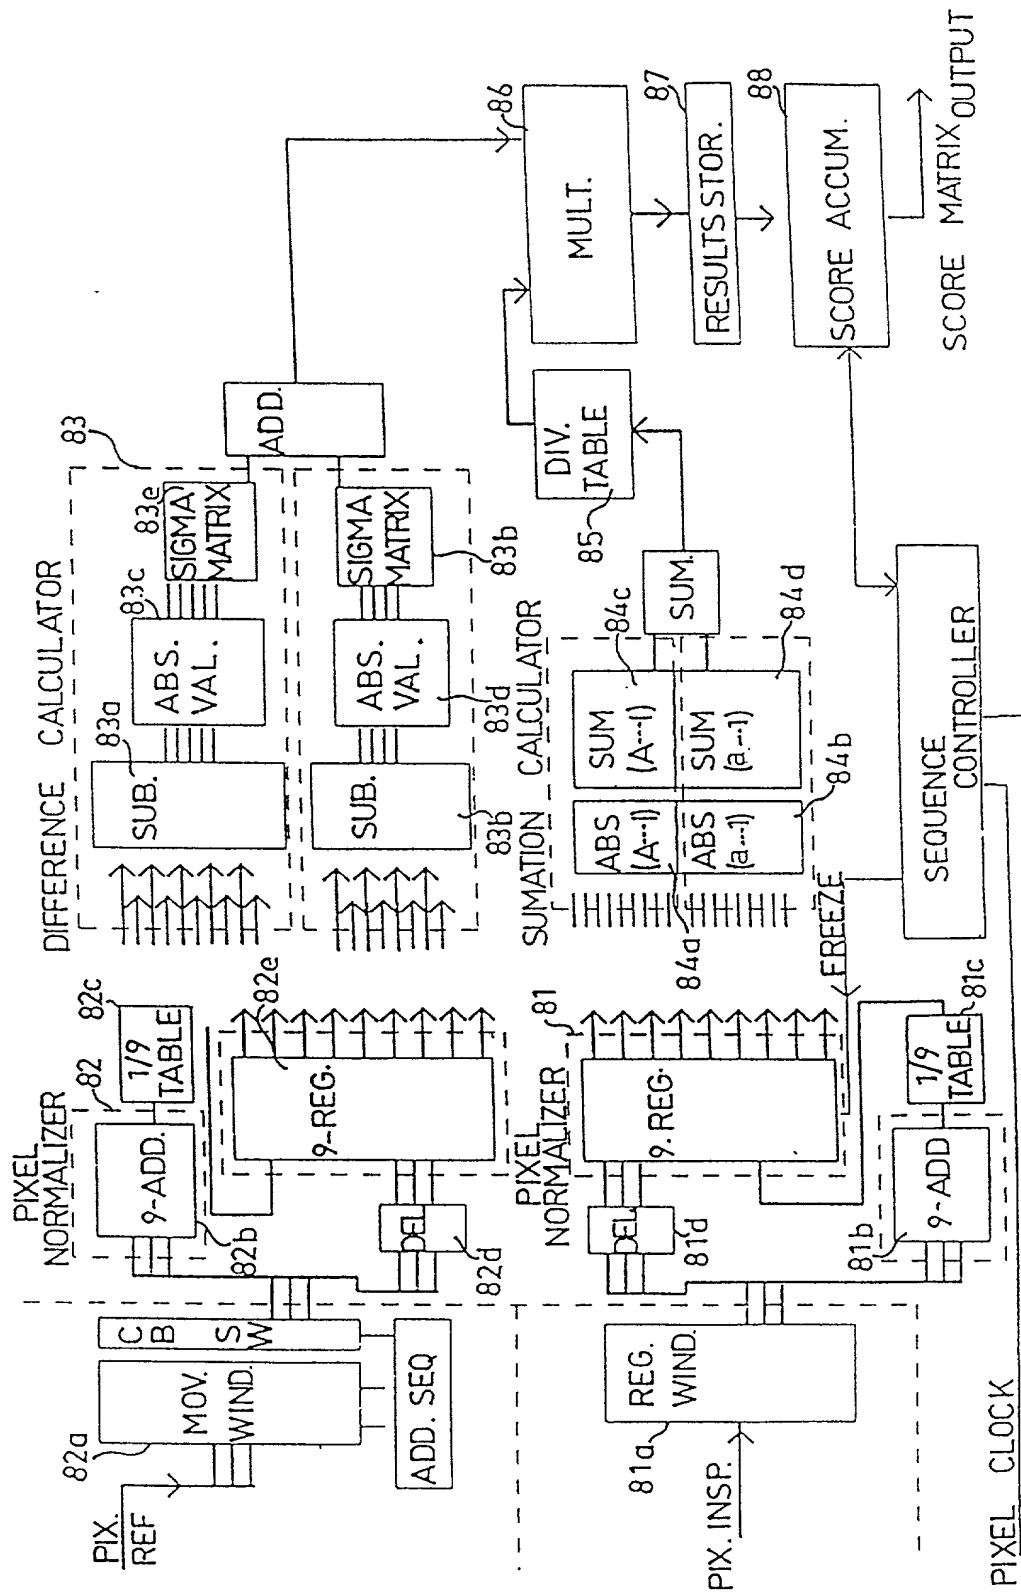 PIX.
REF
82a
MOV.
WIND.
C
B
S
W
ADD. SEQ
PIXEL
NORMALIZER
82
9-ADD.
82b
1/9
TABLE
82c
DEL
82d
9-REG.
82e
PIX. INSP.
81a
REG.
WIND.
PIXEL
NORMALIZER
81
DEL
81d
9.REG.
81b
9-ADD
1/9
TABLE
81c
FREEZE
DIFFERENCE CALCULATOR
83
SUB.
83a
ABS.
VAL.
83c
SIGMA
MATRIX
83e
SUB.
83b
ABS.
VAL.
83d
SIGMA
MATRIX
83b
ADD.
SUMATION CALCULATOR
ABS
(A---I)
84a
ABS
(a---1)
84b
SUM
(A---I)
84c
SUM
(a---1)
84d
SUM.
DIV.
TABLE
85
MULT.
86
RESULTS STOR.
87
SCORE ACCUM.
88
SCORE MATRIX OUTPUT
SEQUENCE
CONTROLLER
PIXEL CLOCK